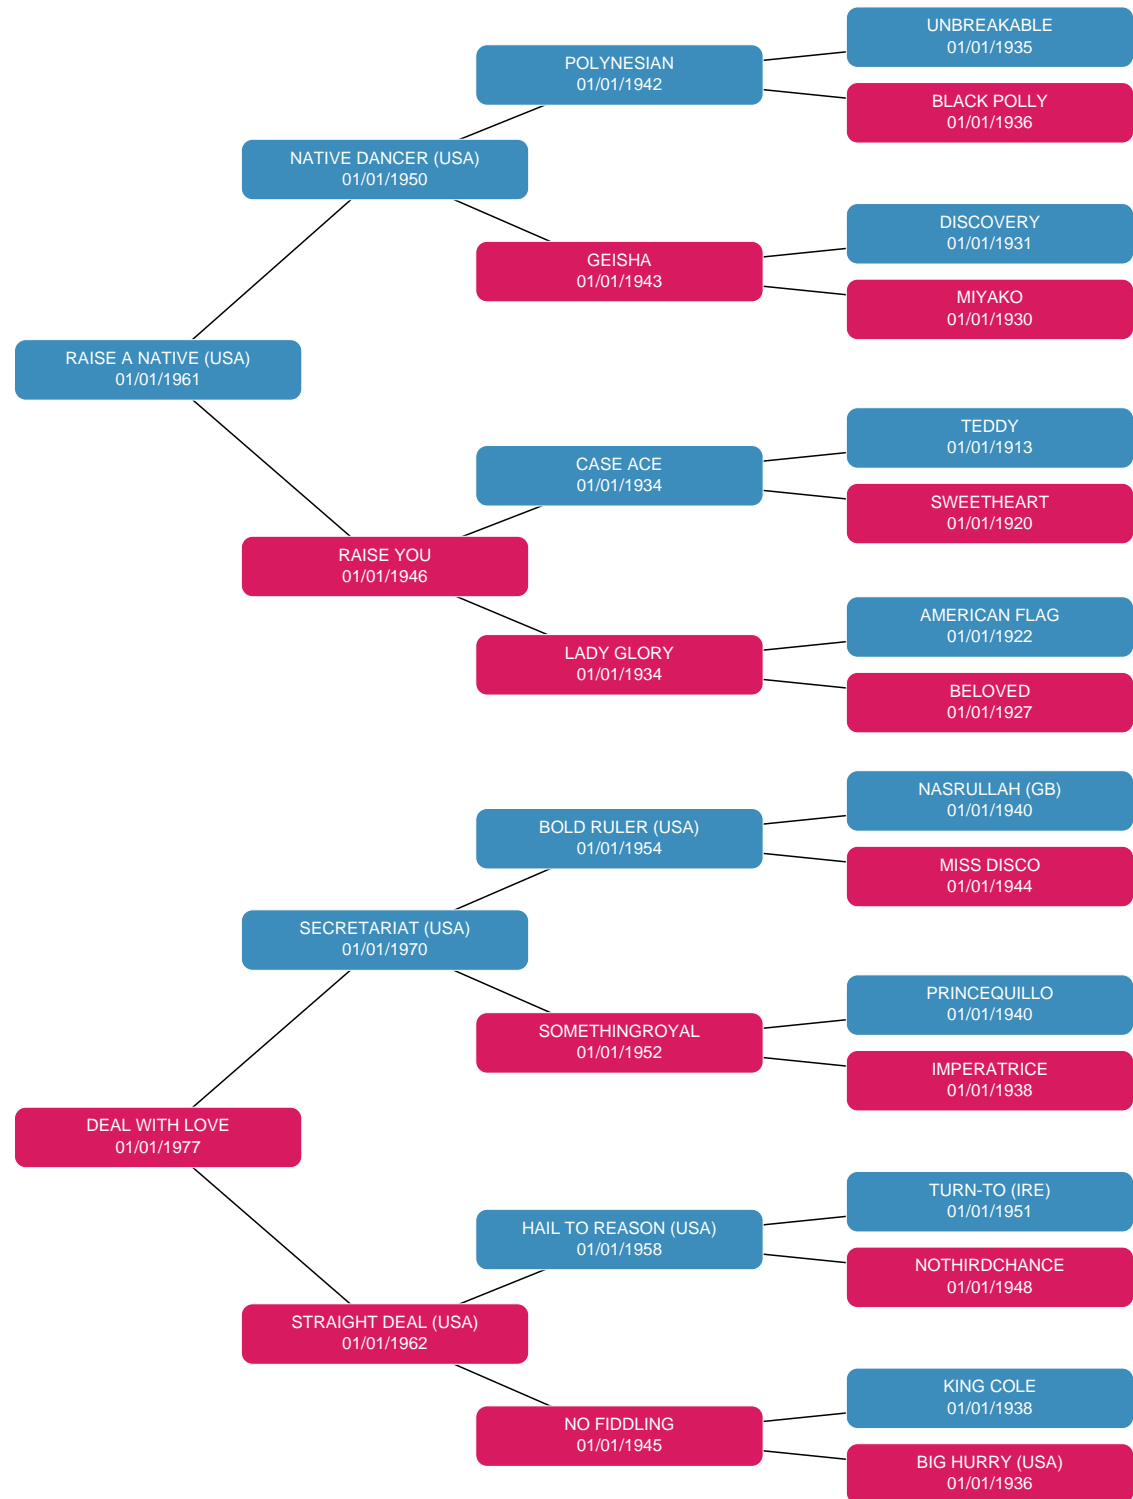 UNBREAKABLE
01/01/1935
POLYNESIAN
01/01/1942
BLACK POLLY
01/01/1936
NATIVE DANCER (USA)
01/01/1950
DISCOVERY
01/01/1931
GEISHA
01/01/1943
MIYAKO
01/01/1930
RAISE A NATIVE (USA)
01/01/1961
TEDDY
01/01/1913
CASE ACE
01/01/1934
SWEETHEART
01/01/1920
RAISE YOU
01/01/1946
AMERICAN FLAG
01/01/1922
LADY GLORY
01/01/1934
BELOVED
01/01/1927
NASRULLAH (GB)
01/01/1940
BOLD RULER (USA)
01/01/1954
MISS DISCO
01/01/1944
SECRETARIAT (USA)
01/01/1970
PRINCEQUILLO
01/01/1940
SOMETHINGROYAL
01/01/1952
IMPERATRICE
01/01/1938
DEAL WITH LOVE
01/01/1977
TURN-TO (IRE)
01/01/1951
HAIL TO REASON (USA)
01/01/1958
NOTHIRDCHANCE
01/01/1948
STRAIGHT DEAL (USA)
01/01/1962
KING COLE
01/01/1938
NO FIDDLING
01/01/1945
BIG HURRY (USA)
01/01/1936